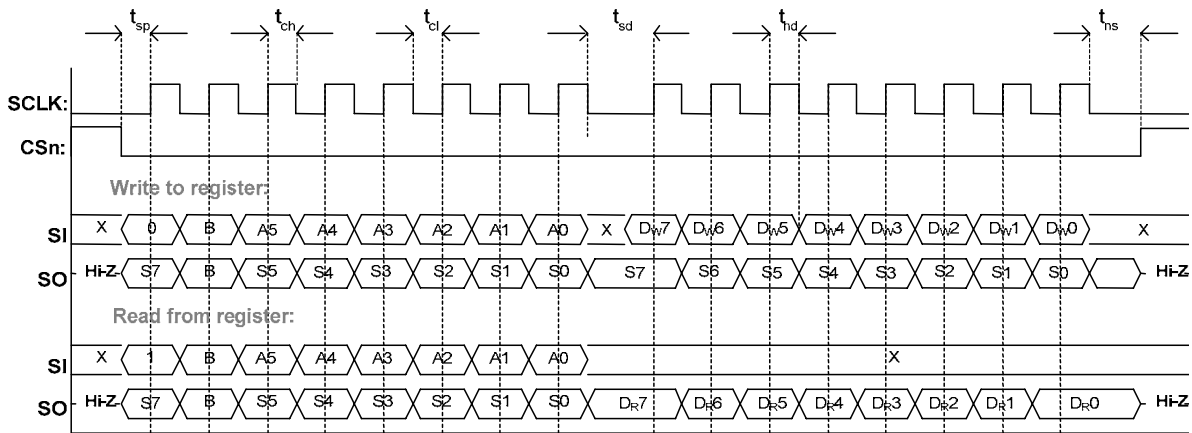 tsp tch tcl tsd thd tns
SCLK:
CSn:
Write to register:
SI X 0 B A5 A4 A3 A2 A1 A0 X DW7 DW6 DW5 DW4 DW3 DW2 DW1 DW0 X
SO Hi-Z S7 B S5 S4 S3 S2 S1 S0 S7 S6 S5 S4 S3 S2 S1 S0 Hi-Z
Read from register:
SI X 1 B A5 A4 A3 A2 A1 A0 X
SO Hi-Z S7 B S5 S4 S3 S2 S1 S0 DR7 DR6 DR5 DR4 DR3 DR2 DR1 DR0 Hi-Z